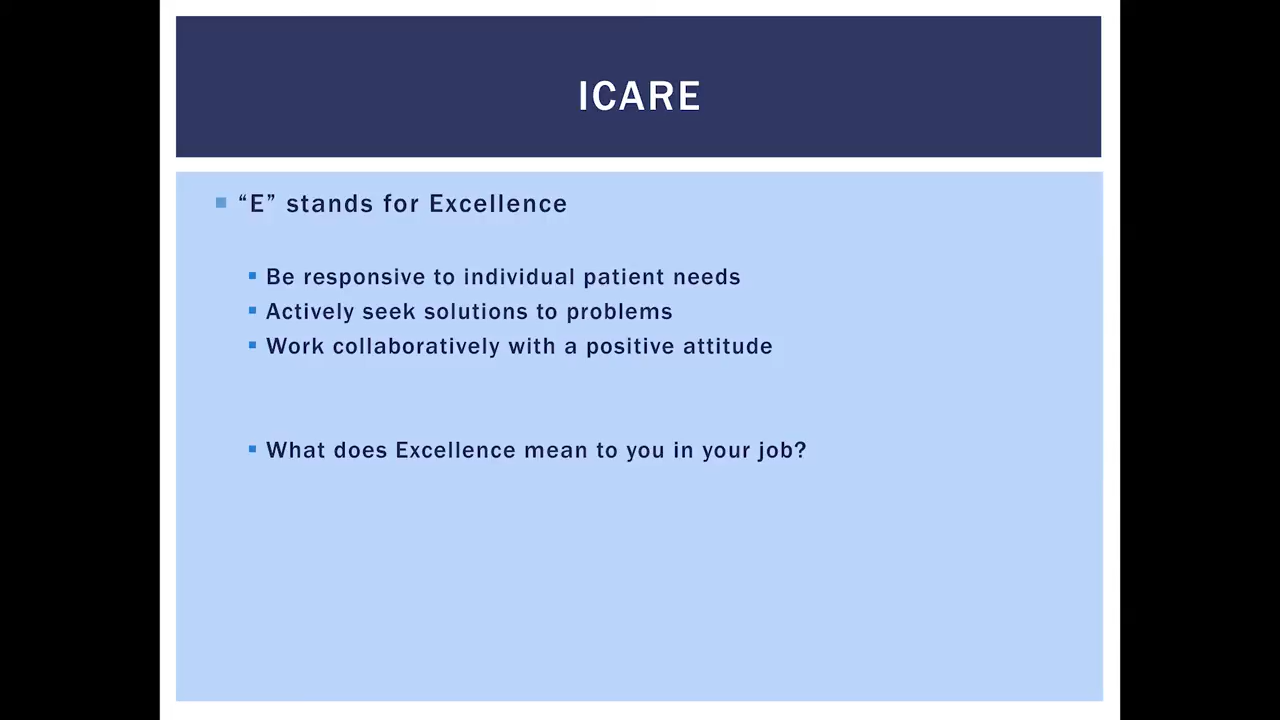 ICARE
“E” stands for Excellence
Be responsive to individual patient needs
Actively seek solutions to problems
Work collaboratively with a positive attitude
What does Excellence mean to you in your job?